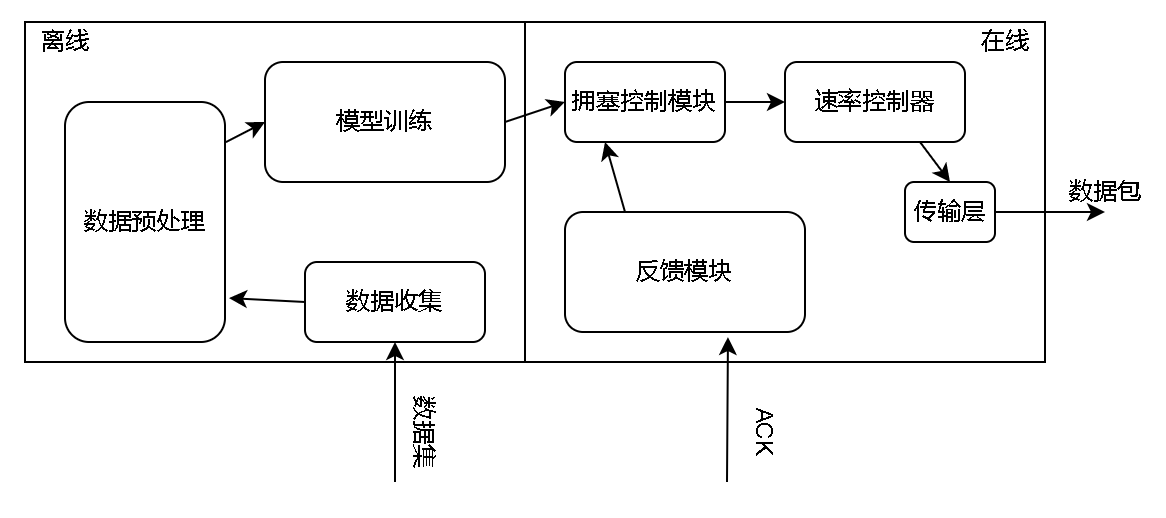 离线
在线
模型训练
拥塞控制模块
速率控制器
数据预处理
数据包
传输层
反馈模块
数据收集
数据集
ACK